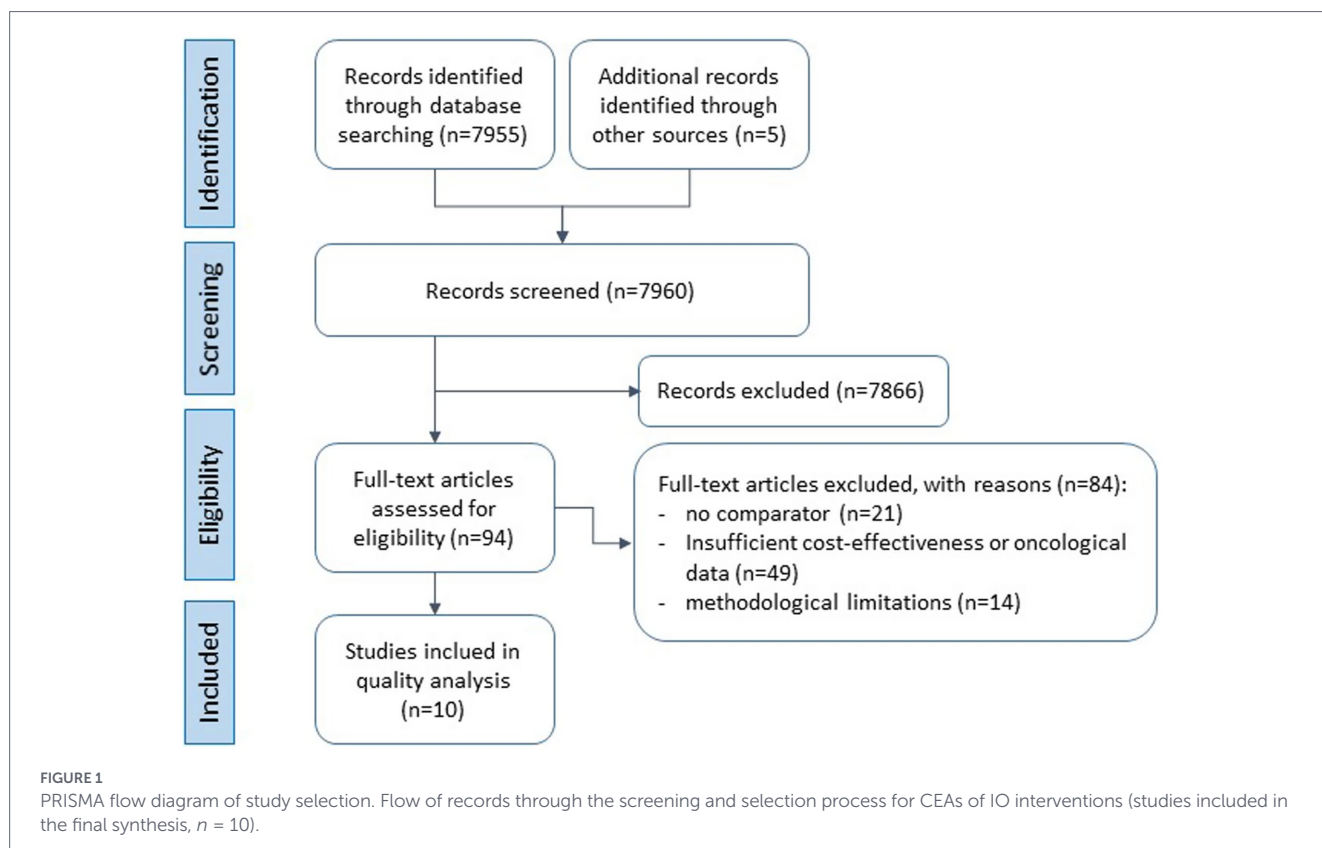 Identification
Records identified
through database
searching (n=7955)
Additional records
identified through
other sources (n=5)
Screening
Records screened (n=7960)
Records excluded (n=7866)
Eligibility
Full-text articles
assessed for
eligibility (n=94)
Full-text articles excluded, with reasons (n=84):
- no comparator (n=21)
- Insufficient cost-effectiveness or oncological
data (n=49)
- methodological limitations (n=14)
Included
Studies inclued in
quality analysis
(n=10)
FIGURE 1
PRISMA flow diagram of study selection. Flow of records through the screening and selection process for CEAs of IO interventions (studies included in
the final synthesis, n = 10).